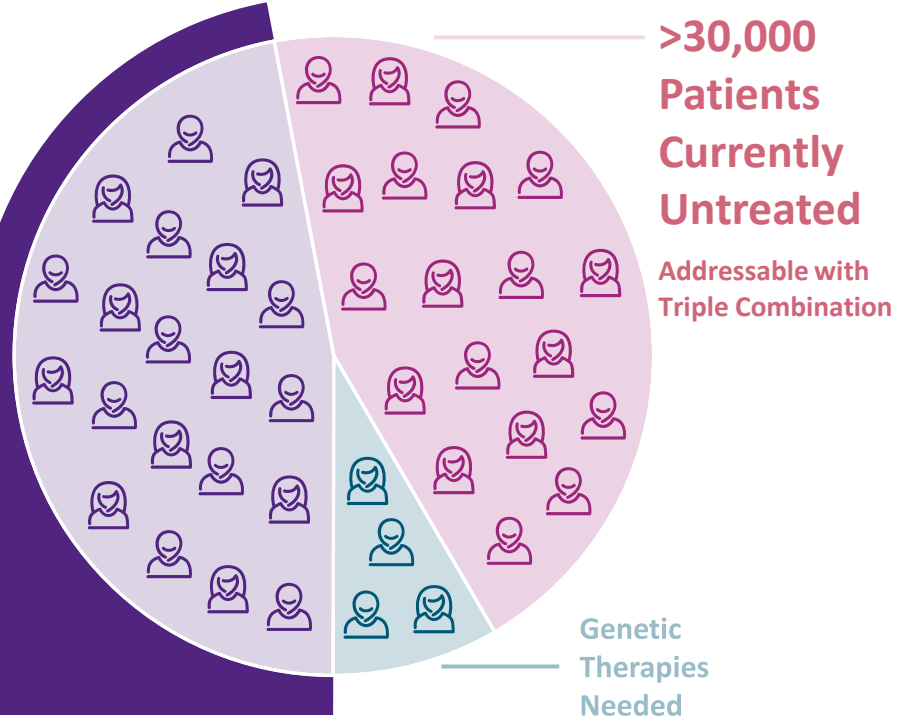 >30,000
Patients
Currently
Untreated
Addressable with
Triple Combination
Genetic
Therapies
Needed